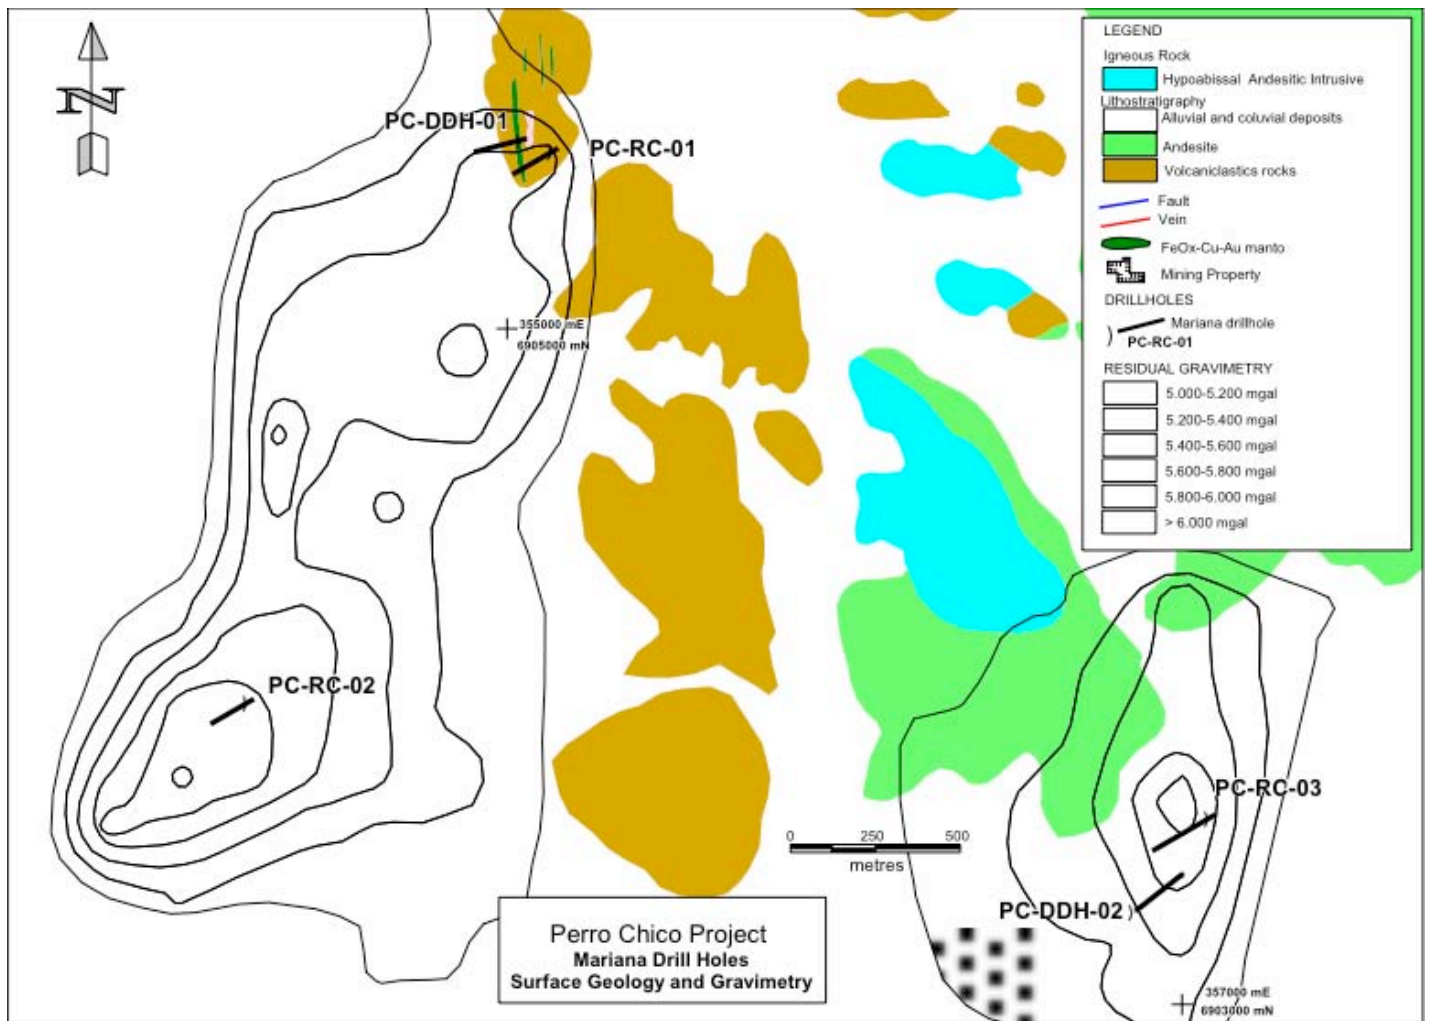 N
PC-DDH-01
PC-RC-01
355000 mE
6905000 mN
PC-RC-02
PC-RC-03
PC-DDH-02
357000 mE
6903000 mN
0 250 500
metres
Perro Chico Project
Mariana Drill Holes
Surface Geology and Gravimetry
LEGEND
Igneous Rock
Hypoabissal Andesitic Intrusive
Lithostratigraphy
Alluvial and coluvial deposits
Andesite
Volcaniclastics rocks
Fault
Vein
FeOx-Cu-Au manto
Mining Property
DRILLHOLES
Mariana drillhole
PC-RC-01
RESIDUAL GRAVIMETRY
5.000-5.200 mgal
5.200-5.400 mgal
5.400-5.600 mgal
5.600-5.800 mgal
5.800-6.000 mgal
> 6.000 mgal